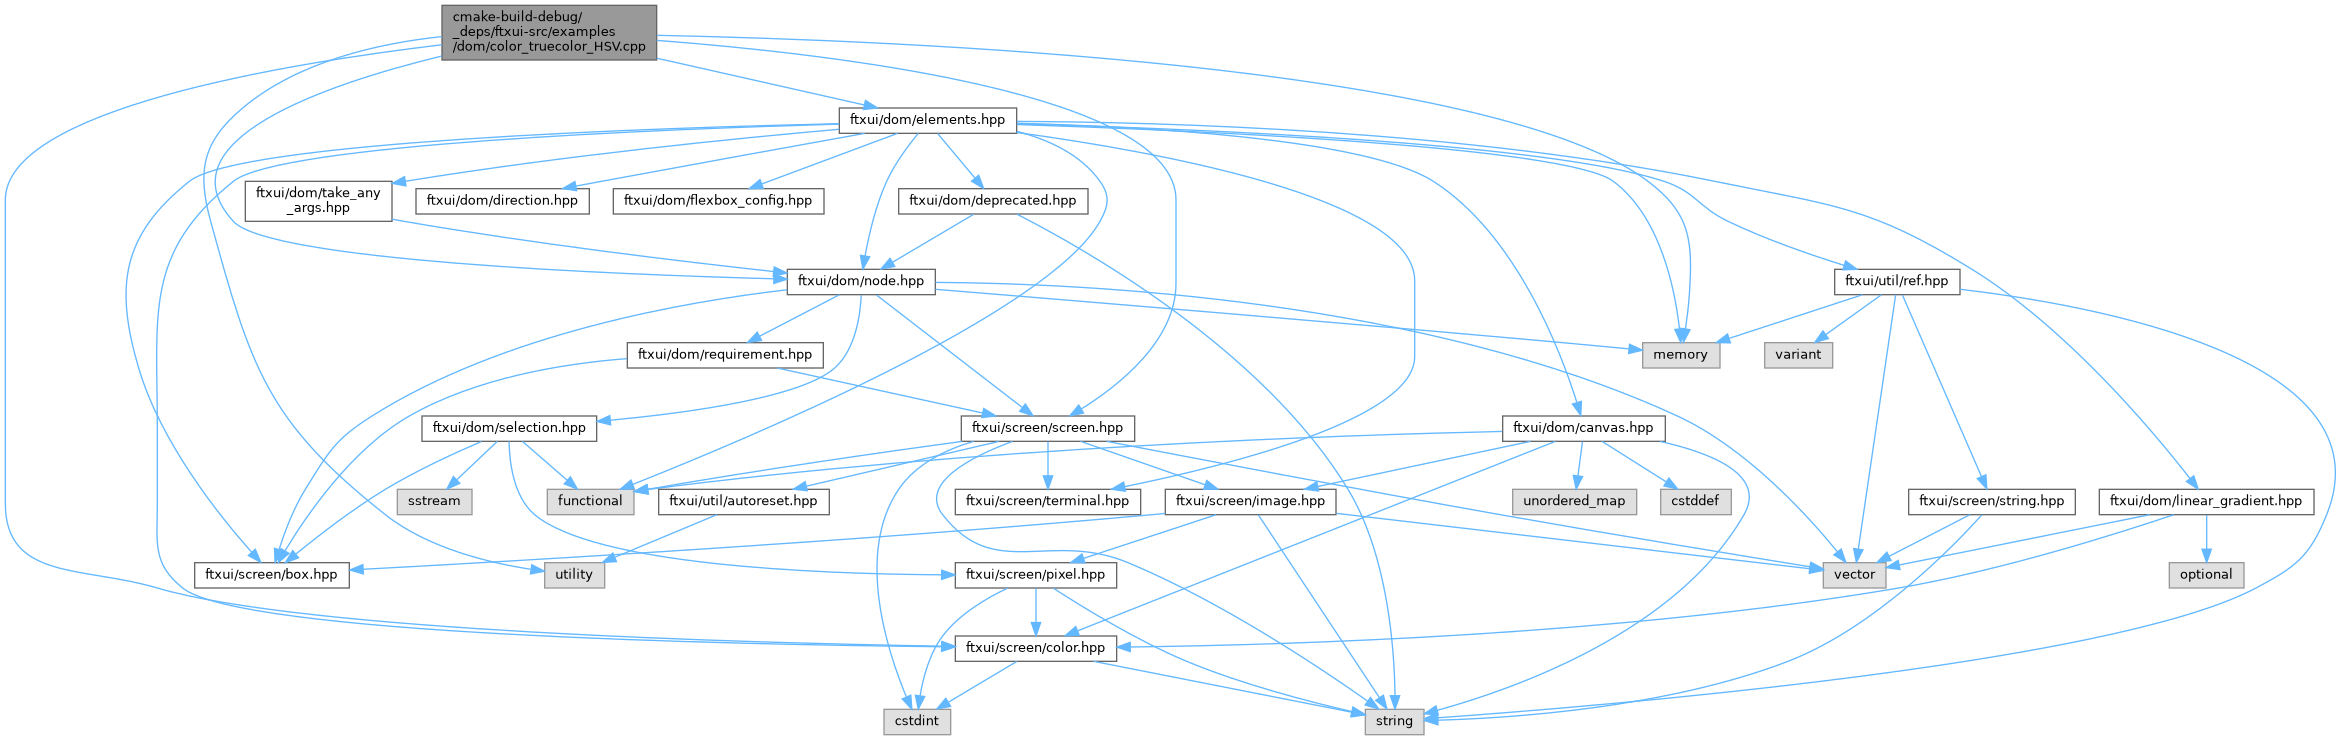 cmake-build-debug/
_deps/ftxui-src/examples
/dom/color_truecolor_HSV.cpp
ftxui/dom/elements.hpp
ftxui/dom/take_any
_args.hpp
ftxui/dom/direction.hpp
ftxui/dom/flexbox_config.hpp
ftxui/dom/deprecated.hpp
ftxui/dom/node.hpp
ftxui/util/ref.hpp
ftxui/dom/requirement.hpp
memory
variant
ftxui/dom/selection.hpp
ftxui/screen/screen.hpp
ftxui/dom/canvas.hpp
sstream
functional
ftxui/util/autoreset.hpp
ftxui/screen/terminal.hpp
ftxui/screen/image.hpp
unordered_map
cstddef
ftxui/screen/string.hpp
ftxui/dom/linear_gradient.hpp
ftxui/screen/box.hpp
utility
ftxui/screen/pixel.hpp
vector
optional
ftxui/screen/color.hpp
cstdint
string